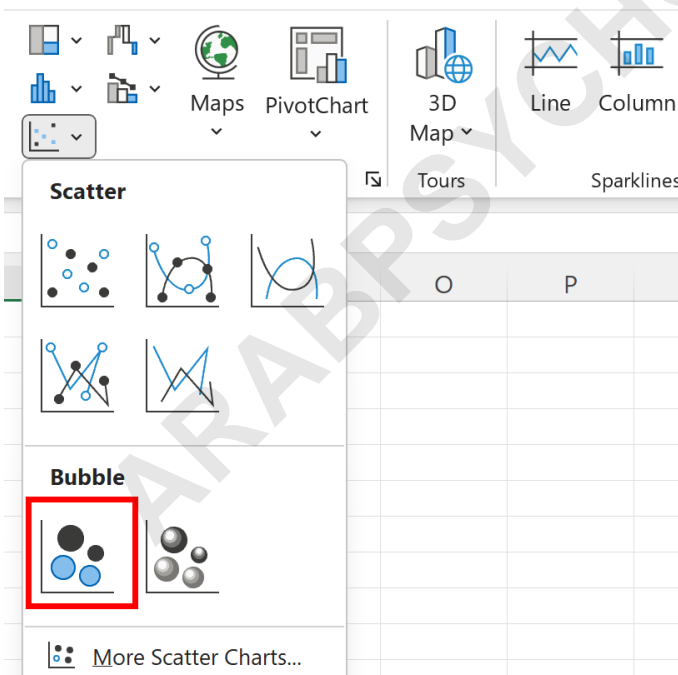 Maps
PivotChart
3D
Map
Line
Column
Tours
Sparklines
Scatter
O
P
Bubble
More Scatter Charts...
ARABPSYCH